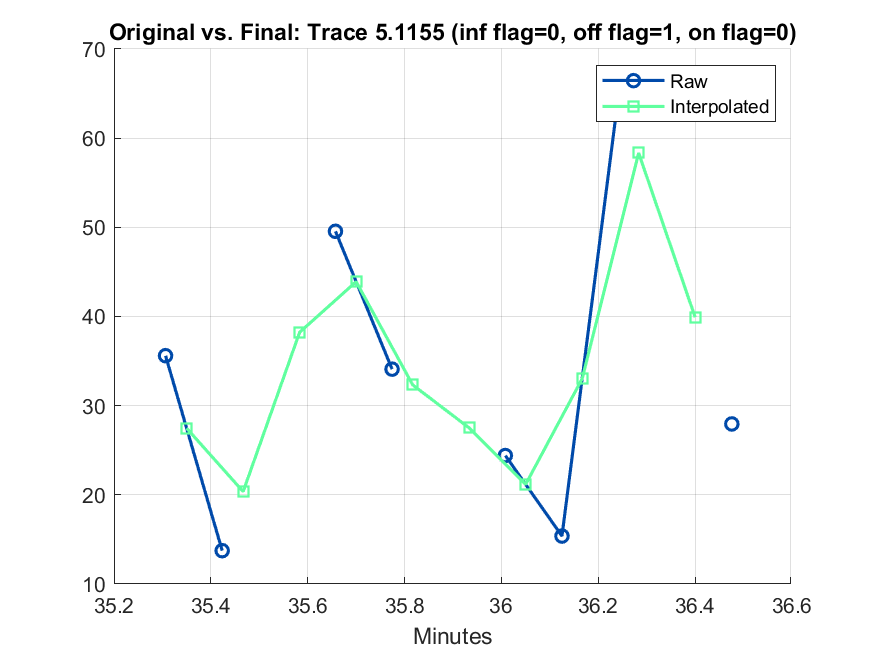 Original vs. Final: Trace 5.1155 (inf flag=0, off flag=1, on flag=0)
70
60
50
40
30
20
10
Raw
Interpolated
35.2 35.4 35.6 35.8 36 36.2 36.4 36.6
Minutes